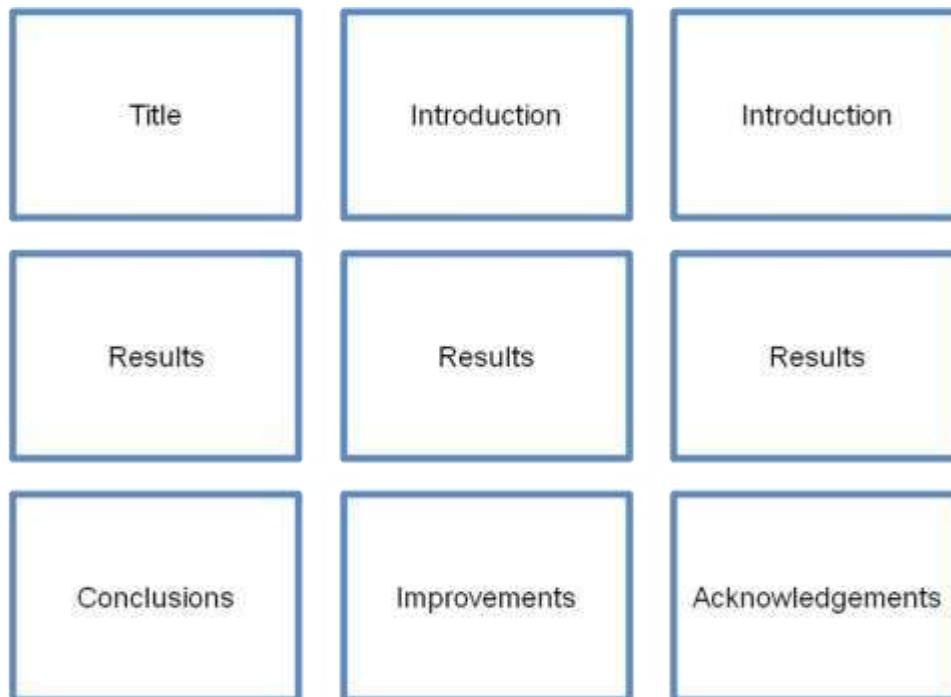 Title
Introduction
Introduction
Results
Results
Results
Conclusions
Improvements
Acknowledgements